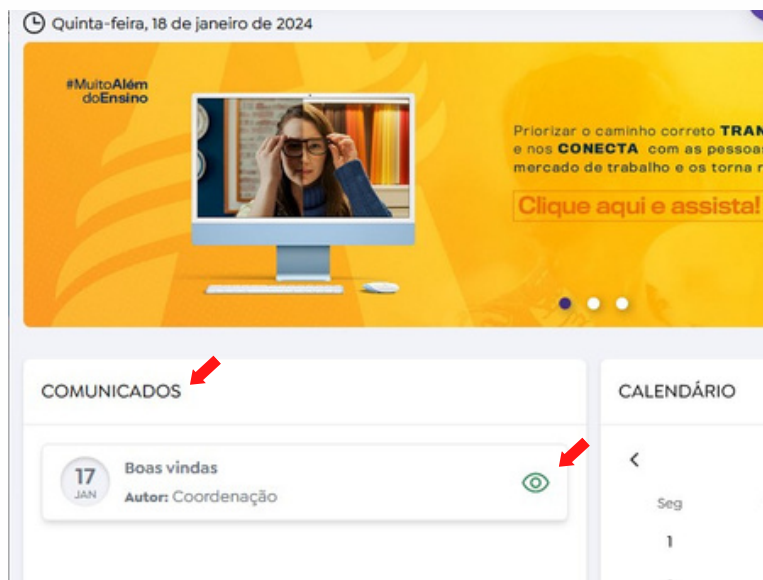 Quinta-feira, 18 de janeiro de 2024
#MuitoAlém
doEnsino
Priorizar o caminho correto
e nos CONECTA com as pessoas
mercado de trabalho e os torna
Clique aqui e assista!
COMUNICADOS
CALENDÁRIO
17
JAN
Boas vindas
Autor: Coordenação
Seg
1